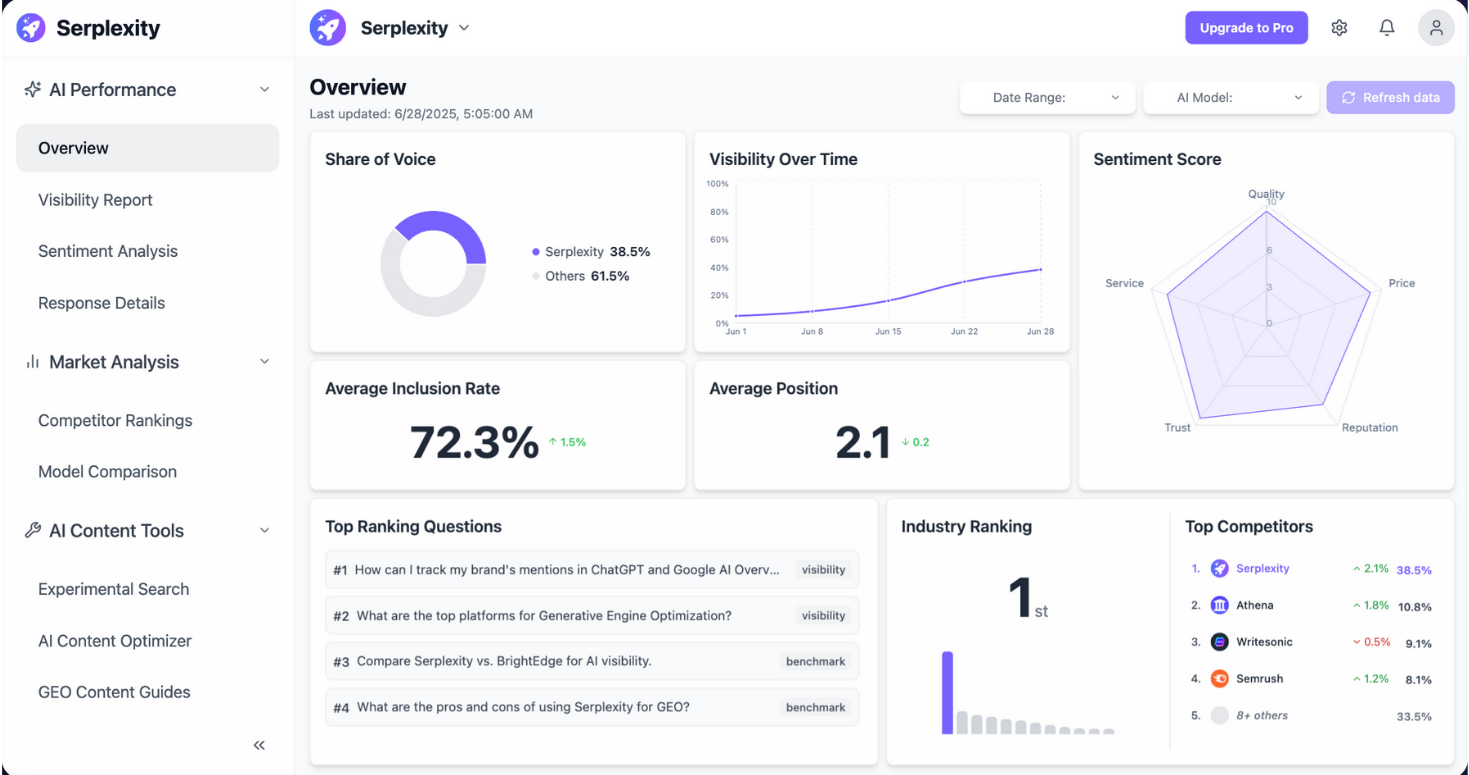 Serplexity
AI Performance
Overview
Visibility Report
Sentiment Analysis
Response Details
Market Analysis
Competitor Rankings
Model Comparison
AI Content Tools
Experimental Search
AI Content Optimizer
GEO Content Guides
Serplexity
Upgrade to Pro
Overview
Last updated: 6/28/2025, 5:05:00 AM
Date Range:
AI Model:
Refresh data
Share of Voice
Serplexity 38.5%
Others 61.5%
Visibility Over Time
100%
80%
60%
40%
20%
0%
Jun 1 Jun 8 Jun 15 Jun 22 Jun 28
Sentiment Score
Quality
10
6
3
0
Service
Price
Trust
Reputation
Average Inclusion Rate
72.3% ↑ 1.5%
Average Position
2.1 ↓ 0.2
Top Ranking Questions
#1 How can I track my brand's mentions in ChatGPT and Google AI Overv... visibility
#2 What are the top platforms for Generative Engine Optimization? visibility
#3 Compare Serplexity vs. BrightEdge for AI visibility. benchmark
#4 What are the pros and cons of using Serplexity for GEO? benchmark
Industry Ranking
1st
Top Competitors
1. Serplexity 2.1% 38.5%
2. Athena 1.8% 10.8%
3. Writesonic 0.5% 9.1%
4. Semrush 1.2% 8.1%
5. 8+ others 33.5%